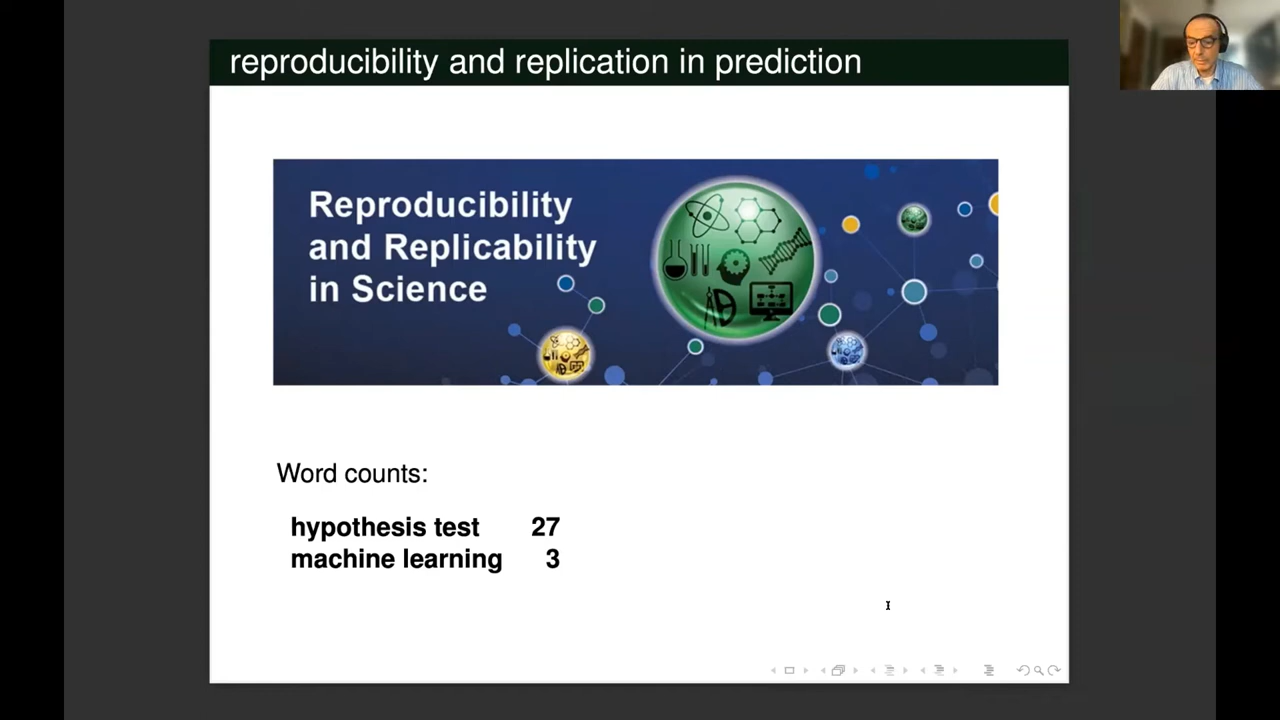 reproducibility and replication in prediction
Reproducibility
and Replicability
in Science
Word counts:
hypothesis test 27
machine learning 3